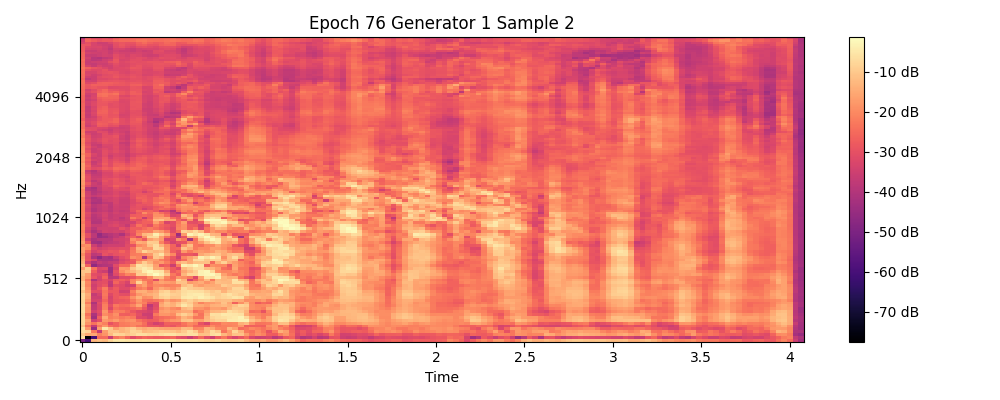 Epoch 76 Generator 1 Sample 2
Hz
4096
2048
1024
512
0
0 0.5 1 1.5 2 2.5 3 3.5 4
Time
-10 dB
-20 dB
-30 dB
-40 dB
-50 dB
-60 dB
-70 dB